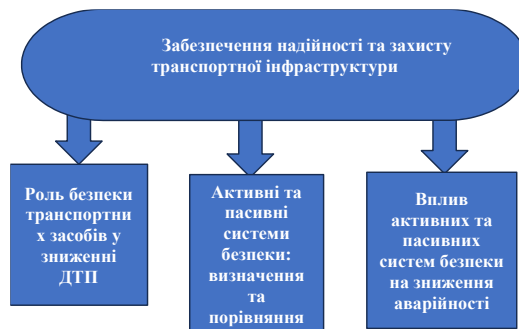 Забезпечення надійності та захисту
транспортної інфраструктури
Роль безпеки
транспортни
х засобів у
зниженні
ДТП
Активні та
пасивні
системи
безпеки:
визначення
та
порівняння
Вплив
активних та
пасивних
систем безпеки
на зниження
аварійності